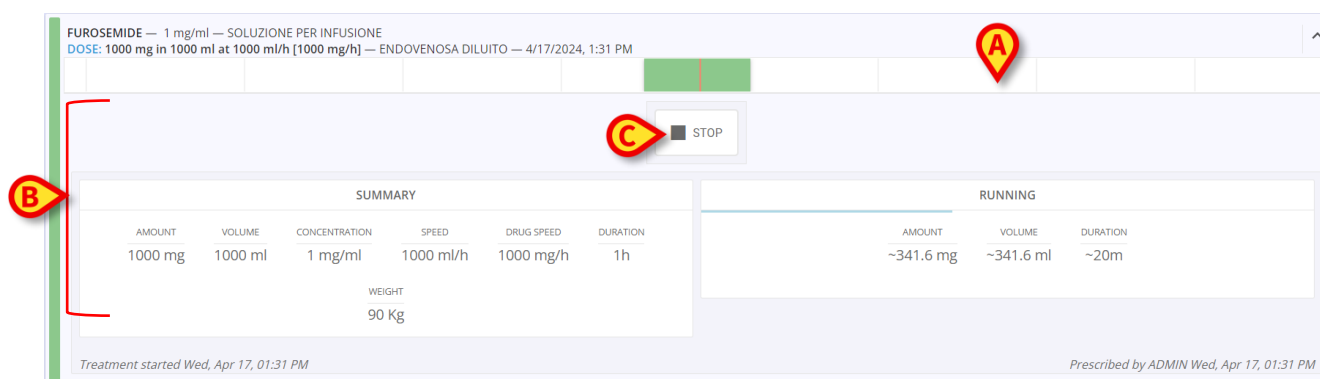 FUROSEMIDE — 1 mg/ml — SOLUZIONE PER INFUSIONE
DOSE: 1000 mg in 1000 ml at 1000 ml/h [1000 mg/h] — ENDOVENOSA DILUITO — 4/17/2024, 1:31 PM
A
C
STOP
B
SUMMARY
AMOUNT VOLUME CONCENTRATION SPEED DRUG SPEED DURATION
1000 mg 1000 ml 1 mg/ml 1000 ml/h 1000 mg/h 1h
WEIGHT
90 Kg
RUNNING
AMOUNT VOLUME DURATION
~341.6 mg ~341.6 ml ~20m
Treatment started Wed, Apr 17, 01:31 PM
Prescribed by ADMIN Wed, Apr 17, 01:31 PM